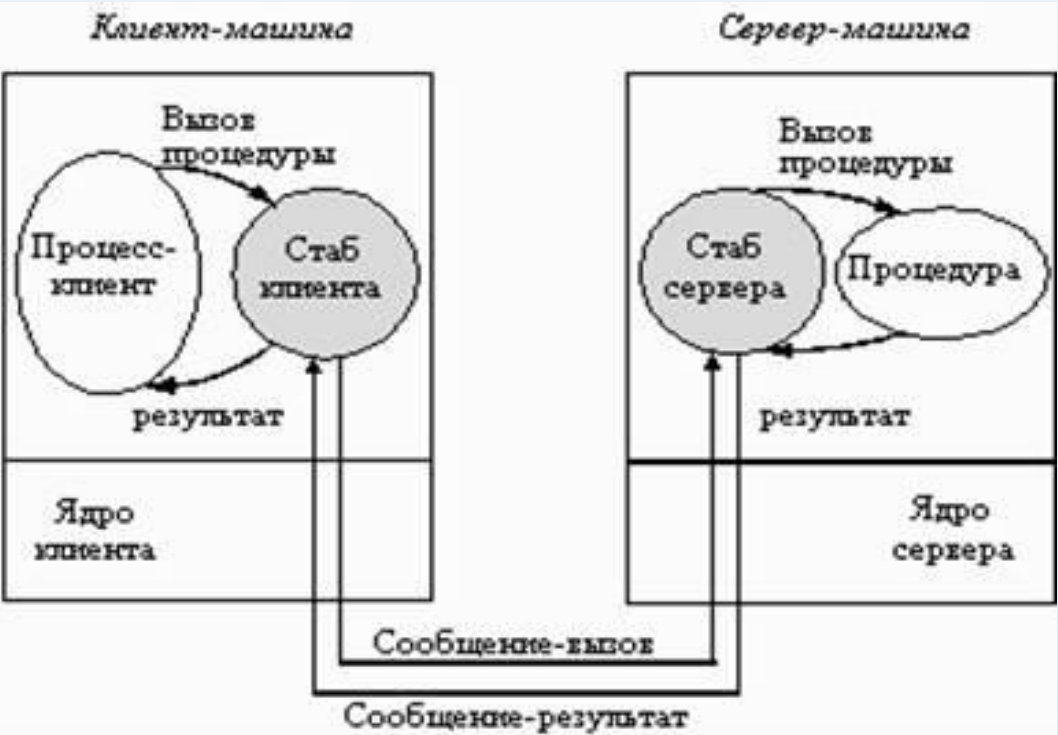 Клиент-машина
Сервер-машина
Вызов
процедуры
Процесс-
клиент
Стаб
клиента
результат
Ядро
клиента
Вызов
процедуры
Стаб
сервера
Процедура
результат
Ядро
сервера
Сообщение-вызов
Сообщение-результат